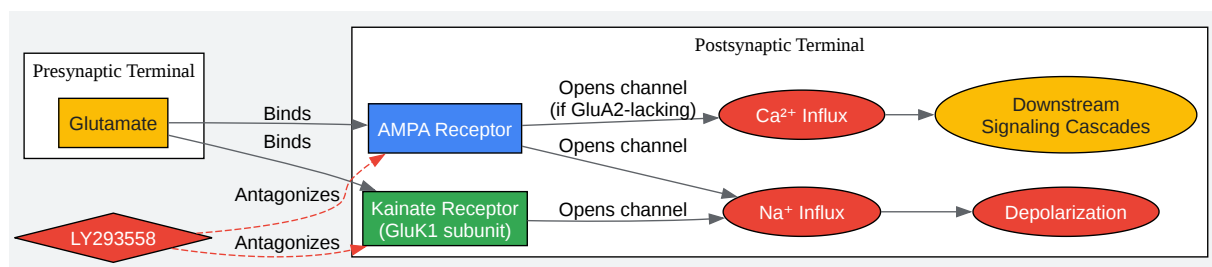 Postsynaptic Terminal
Presynaptic Terminal
Glutamate
Binds
Binds
AMPA Receptor
Opens channel
(if GluA2-lacking)
Ca²⁺ Influx
Downstream
Signaling Cascades
Opens channel
Antagonizes
Kainate Receptor
(GluK1 subunit)
Opens channel
Na⁺ Influx
Depolarization
LY293558
Antagonizes